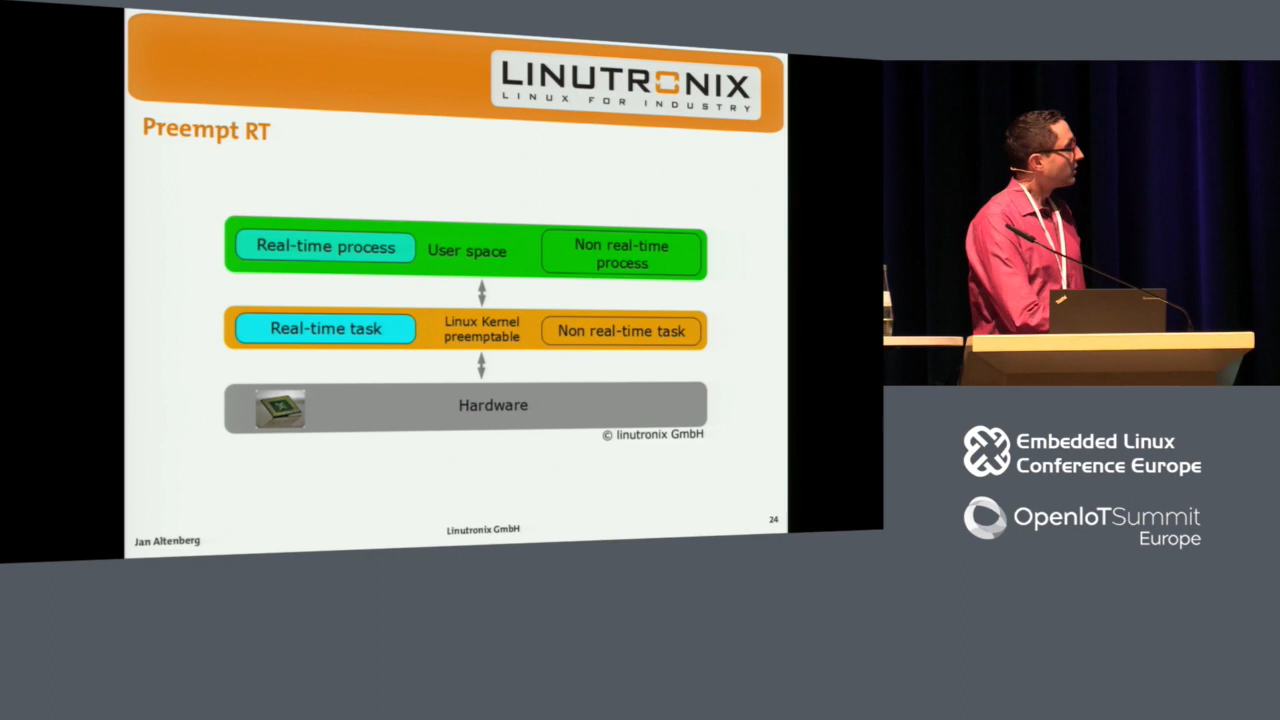 LINUTRONIX
LINUX FOR INDUSTRY
Preempt RT
Real-time process
User space
Non real-time
process
Real-time task
Linux Kernel
preemptable
Non real-time task
Hardware
© linutronix GmbH
Jan Altenberg
Linutronix GmbH
24
Embedded Linux
Conference Europe
OpenIoTSummit
Europe